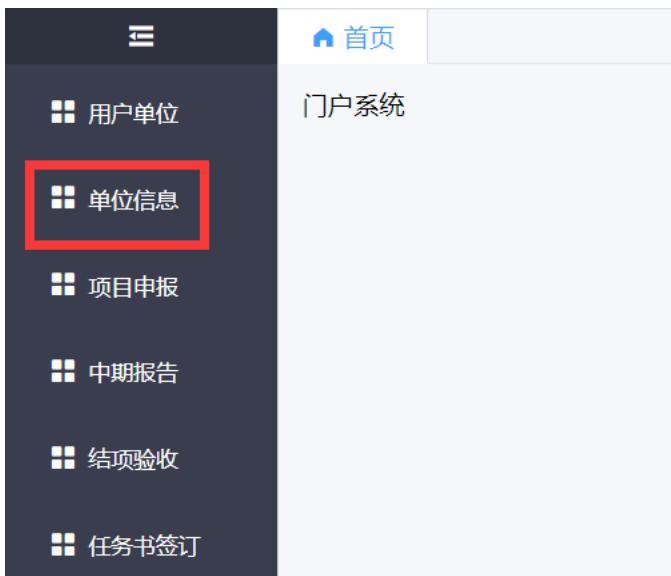 首页
用户单位
门户系统
单位信息
项目申报
中期报告
结项验收
任务书签订